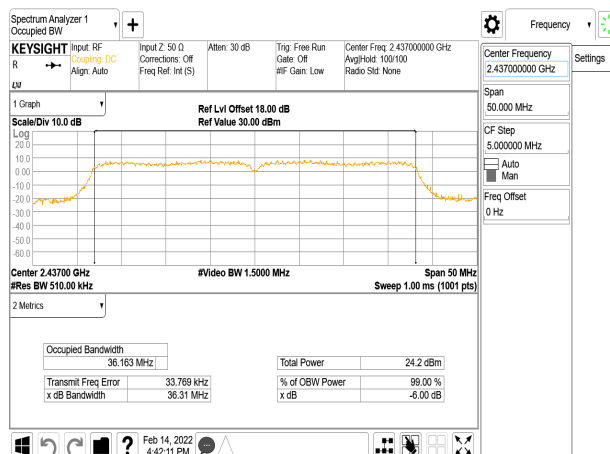 Spectrum Analyzer 1
Occupied BW
Frequency
KEYSIGHT
R
Input: RF
Coupling: DC
Align: Auto
Input Z: 50 Ω
Corrections: Off
Freq Ref: Int (S)
Atten: 30 dB
Trig: Free Run
Gate: Off
#IF Gain: Low
Center Freq: 2.437000000 GHz
Avg|Hold: 100/100
Radio Std: None
LXI
Center Frequency
2.437000000 GHz
Settings
Span
50.000 MHz
CF Step
5.000000 MHz
Auto
Man
Freq Offset
0 Hz
1 Graph
Scale/Div 10.0 dB
Ref Lvl Offset 18.00 dB
Ref Value 30.00 dBm
Log
20.0
10.0
0.00
-10.0
-20.0
-30.0
-40.0
-50.0
-60.0
Center 2.43700 GHz
#Video BW 1.5000 MHz
Span 50 MHz
#Res BW 510.00 kHz
Sweep 1.00 ms (1001 pts)
2 Metrics
Occupied Bandwidth
36.163 MHz
Total Power 24.2 dBm
Transmit Freq Error 33.769 kHz
% of OBW Power 99.00 %
x dB Bandwidth 36.31 MHz
x dB -6.00 dB
?
Feb 14, 2022
4:42:11 PM